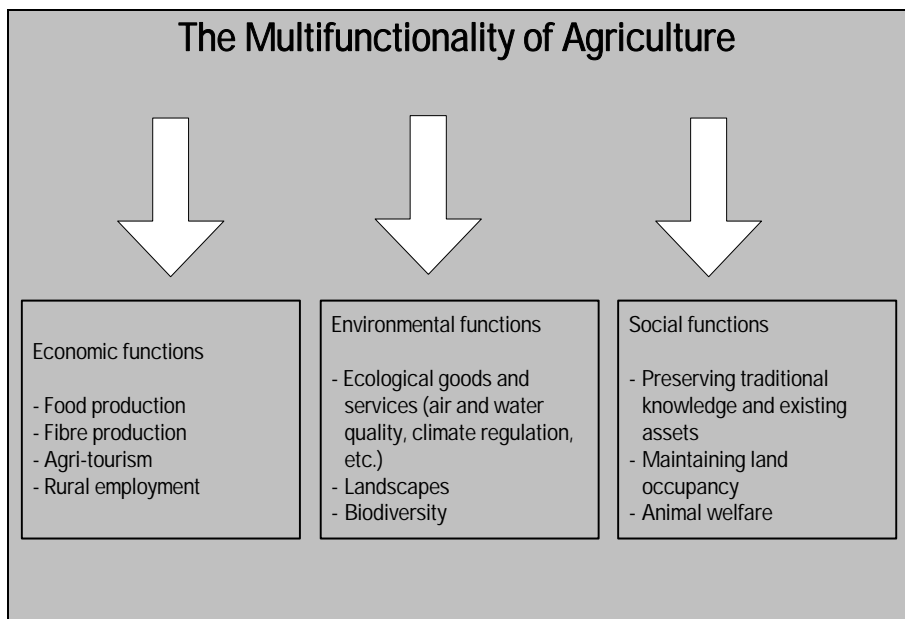 The Multifunctionality of Agriculture
Economic functions
- Food production
- Fibre production
- Agri-tourism
- Rural employment
Environmental functions
- Ecological goods and
services (air and water
quality, climate regulation,
etc.)
- Landscapes
- Biodiversity
Social functions
- Preserving traditional
knowledge and existing
assets
- Maintaining land
occupancy
- Animal welfare